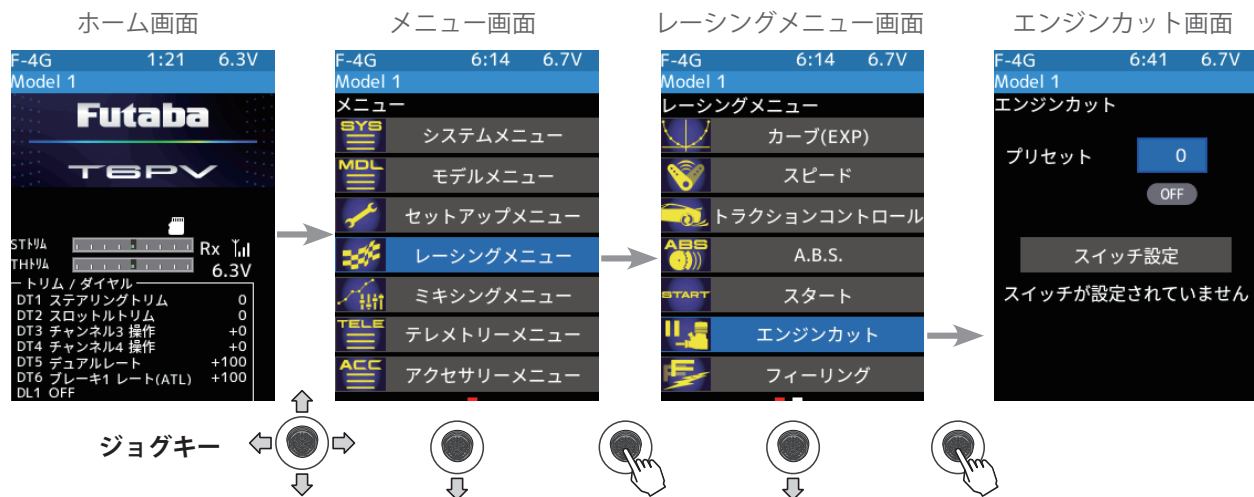 ホーム画面
F-4G 1:21 6.3V
Model 1
Futaba
T6PV
STトリム
THトリム
Rx
6.3V
トリム / ダイヤル
DT1 ステアリングトリム 0
DT2 スロットルトリム 0
DT3 チャンネル3 操作 +0
DT4 チャンネル4 操作 +0
DT5 デュアルレート +100
DT6 ブレーキ1 レート(ATL) +100
DL1 OFF
メニュー画面
F-4G 6:14 6.7V
Model 1
メニュー
SYS システムメニュー
MDL モデルメニュー
セットアップメニュー
レーシングメニュー
ミキシングメニュー
TELE テレメトリーメニュー
ACC アクセサリーメニュー
レーシングメニュー画面
F-4G 6:14 6.7V
Model 1
レーシングメニュー
カーブ(EXP)
スピード
トラクションコントロール
ABS A.B.S.
START スタート
エンジンカット
F フィーリング
エンジンカット画面
F-4G 6:41 6.7V
Model 1
エンジンカット
プリセット 0
OFF
スイッチ設定
スイッチが設定されていません
ジョグキー